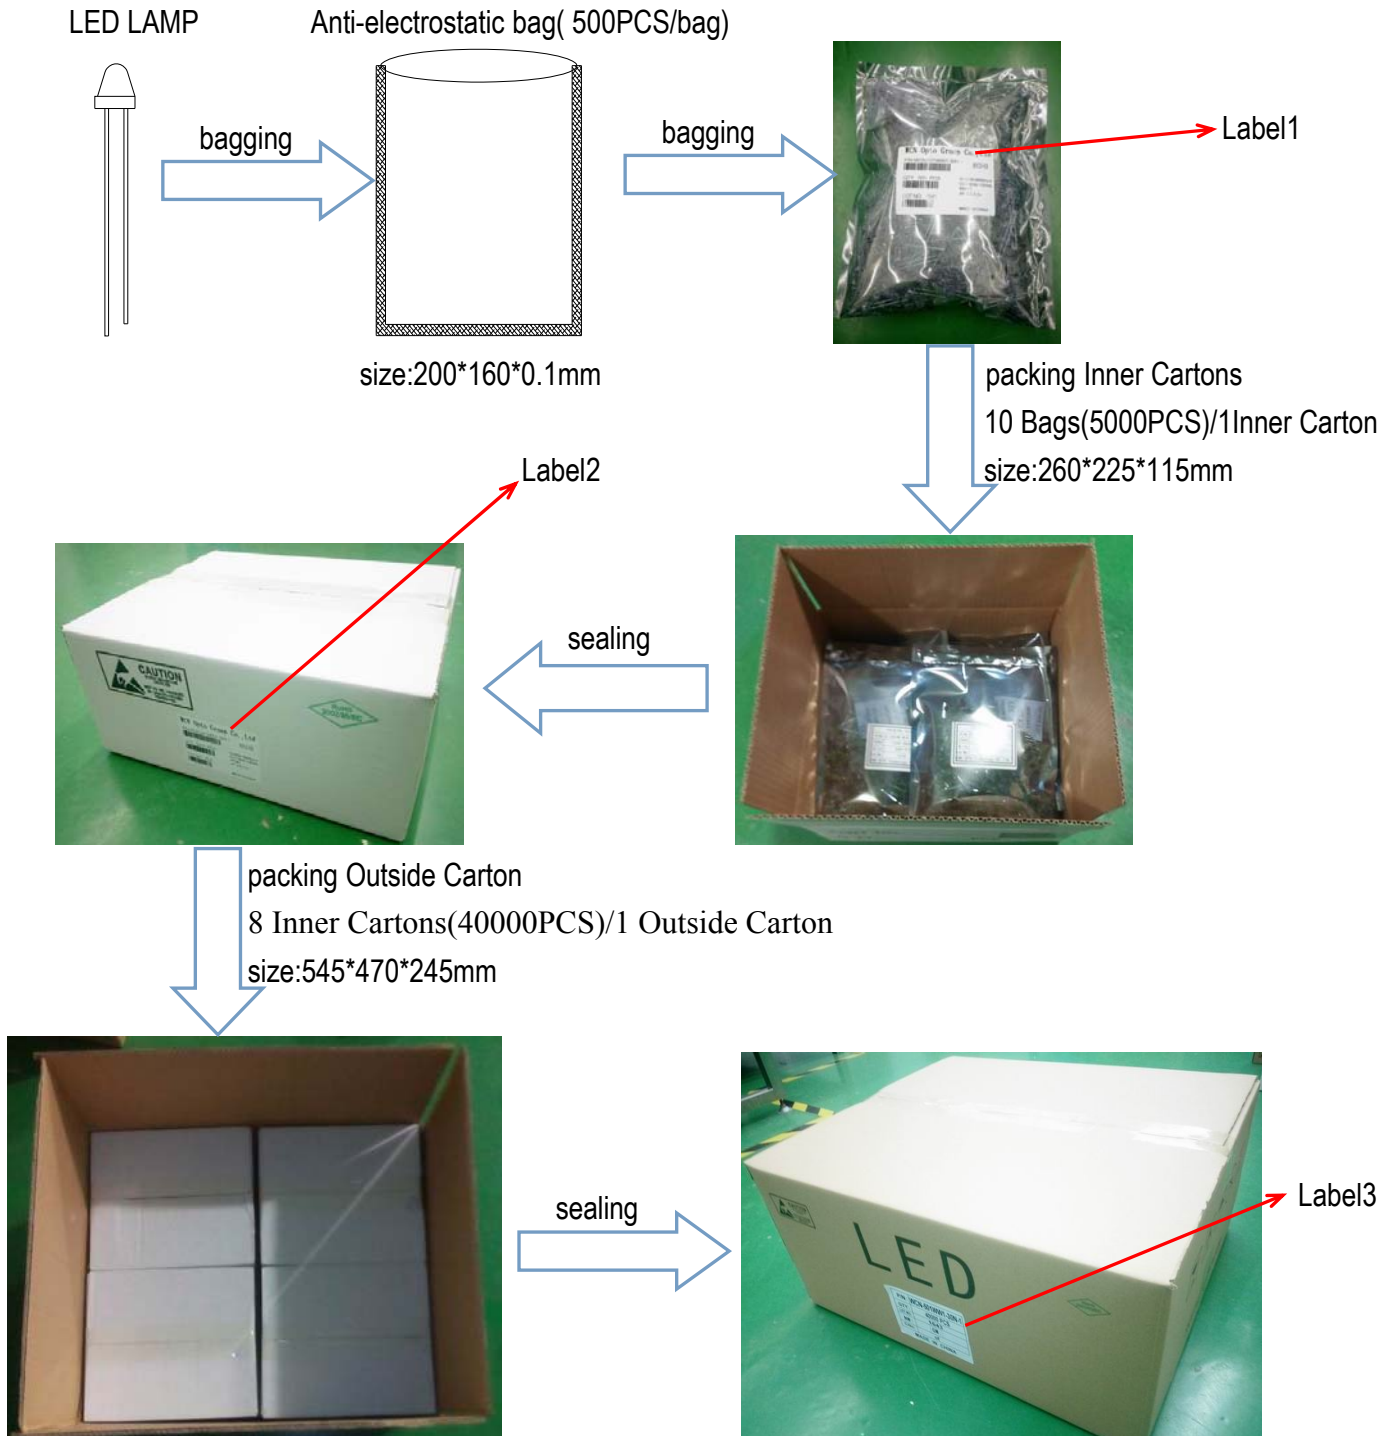 LED LAMP
Anti-electrostatic bag( 500PCS/bag)
bagging
bagging
Label1
size:200*160*0.1mm
packing Inner Cartons
10 Bags(5000PCS)/1Inner Carton
size:260*225*115mm
Label2
sealing
CAUTION
packing Outside Carton
8 Inner Cartons(40000PCS)/1 Outside Carton
size:545*470*245mm
sealing
Label3
LED